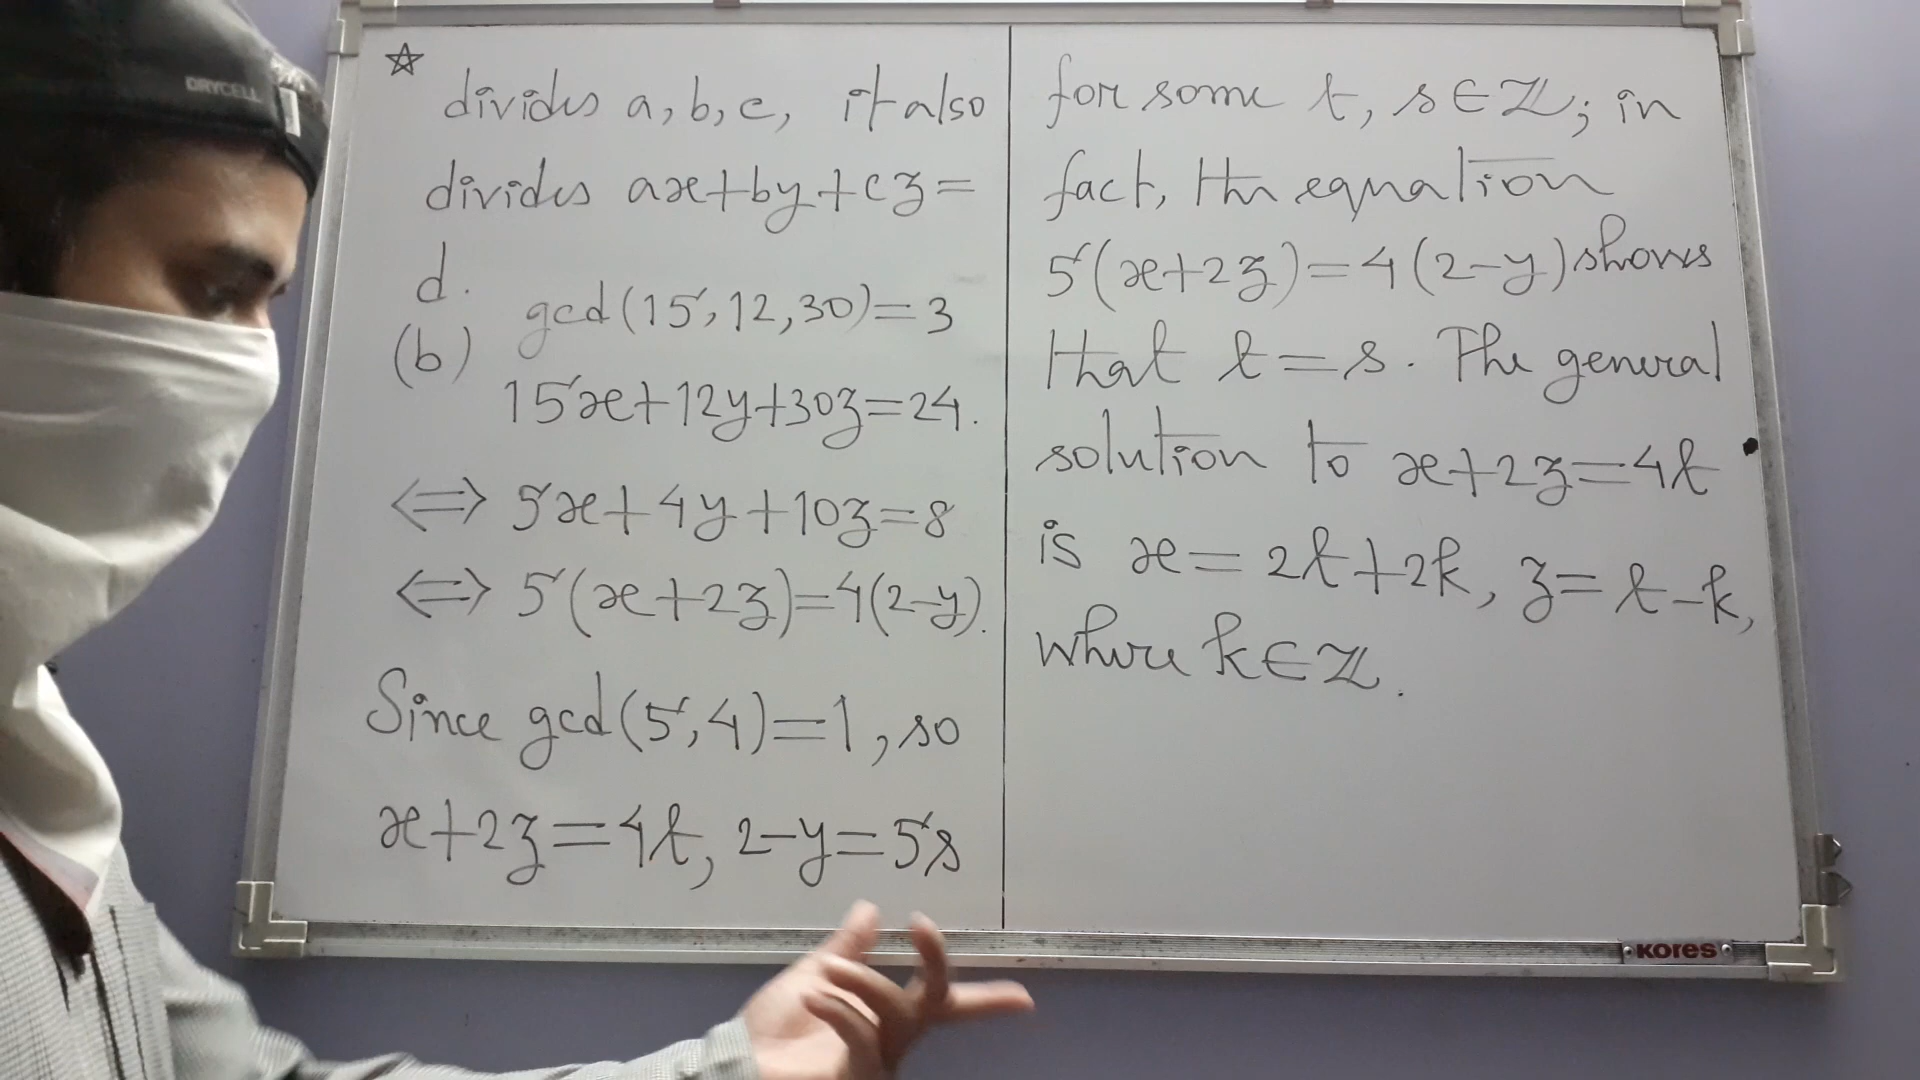 DRYCELL
☆
divides a, b, c, it also
divides ax+by+cz=
d.
(b) gcd(15,12,30)=3
15x+12y+30z=24.
⟺ 5x+4y+10z=8
⟺ 5(x+2z)=4(2-y).
Since gcd(5,4)=1, so
x+2z=4t, 2-y=5s
for some t, s∈ℤ; in
fact, the equation
5(x+2z)=4(2-y) shows
that t=s. The general
solution to x+2z=4t
is x=2t+2k, z=t-k,
where k∈ℤ.
KORES